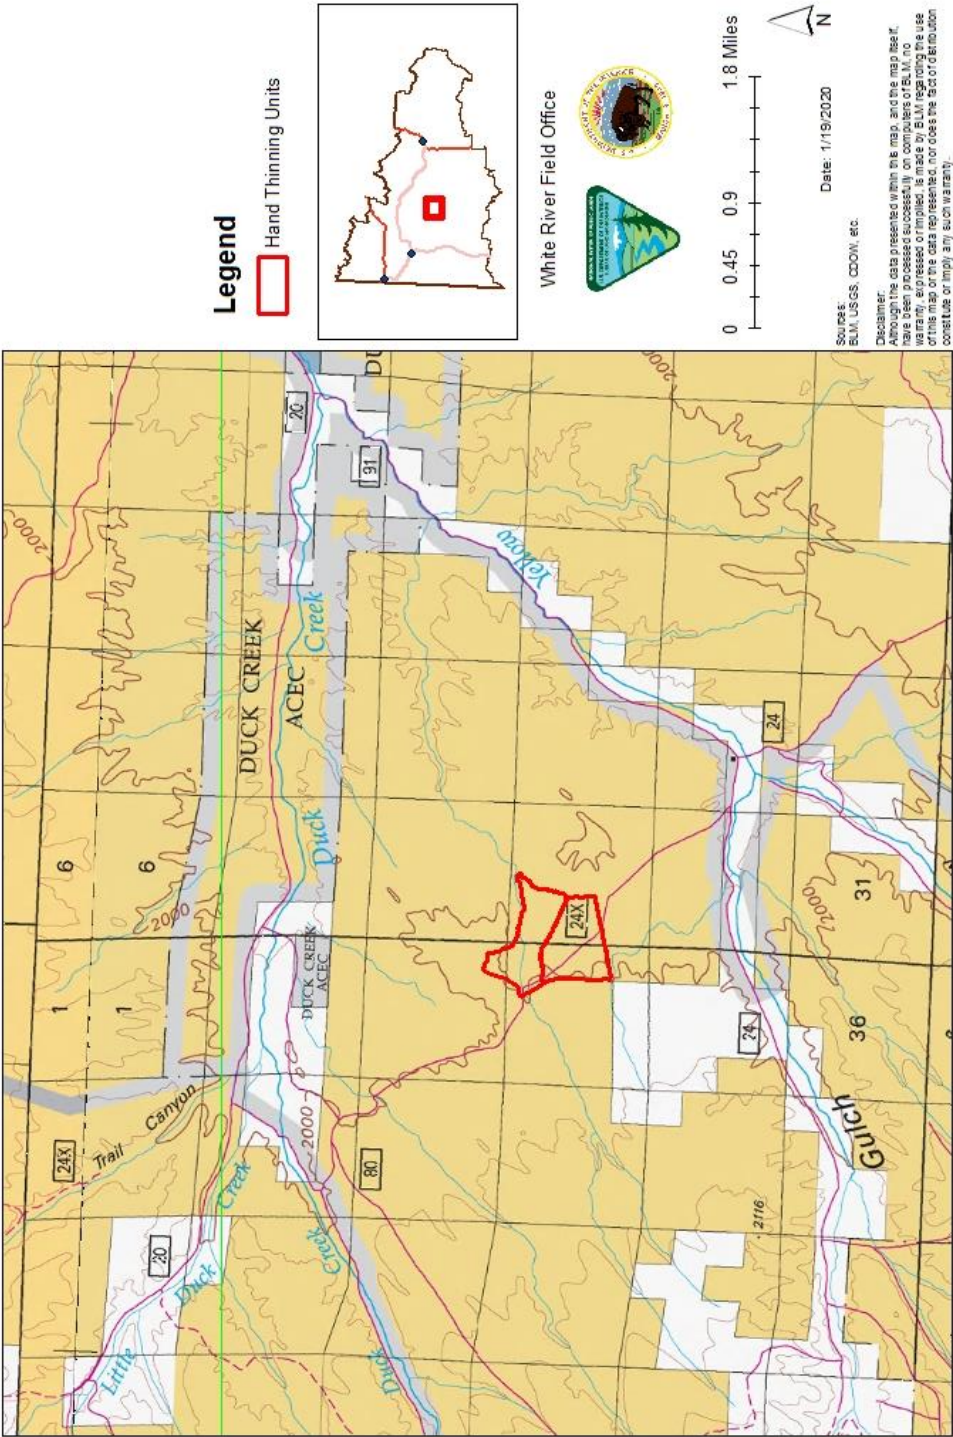 Legend
Hand Thinning Units
White River Field Office
0 0.45 0.9 1.8 Miles
N
Date: 1/19/2020
Sources:
BLM, USGS, CDOW, etc.
Disclaimer:
Although the data presented within this map, and the map itself,
have been processed successfully on computers of BLM, no
warranty, expressed or implied, is made by BLM regarding the use
of this map or the data represented, nor does the fact of distribution
constitute or imply any such warranty.
2000
20
DU
91
2000
Yellow
DUCK CREEK
ACEC
Creek
Duck
24
6
6
2000
24X
31
2000
1
1
DUCK CREEK
ACEC
24
36
Canyon
Trail
24X
2000
80
Gulch
Creek
Duck
Little
20
Creek
Duck
2116